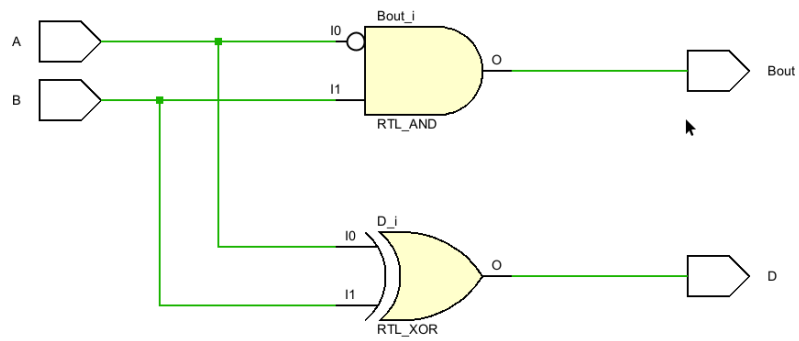 Bout_i
A
I0
O
Bout
B
I1
RTL_AND
D_i
I0
O
D
I1
RTL_XOR